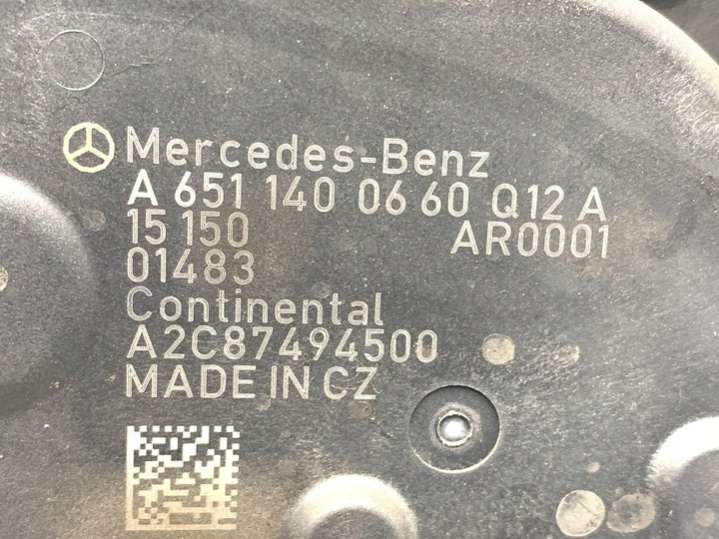 Mercedes-Benz
A 651 140 06 60 Q12 A
15 150 AR0001
01483
Continental
A2C87494500
MADE IN CZ